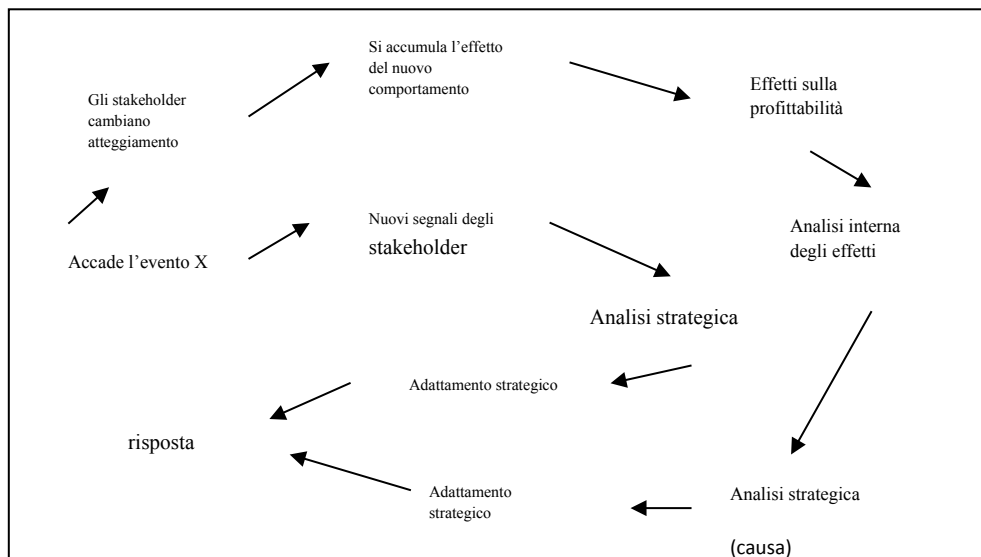 Si accumula l’effetto
del nuovo
comportamento
Effetti sulla
profittabilità
Gli stakeholder
cambiano
atteggiamento
Nuovi segnali degli
stakeholder
Analisi interna
degli effetti
Accade l’evento X
Analisi strategica
Adattamento strategico
risposta
Adattamento
strategico
Analisi strategica
(causa)